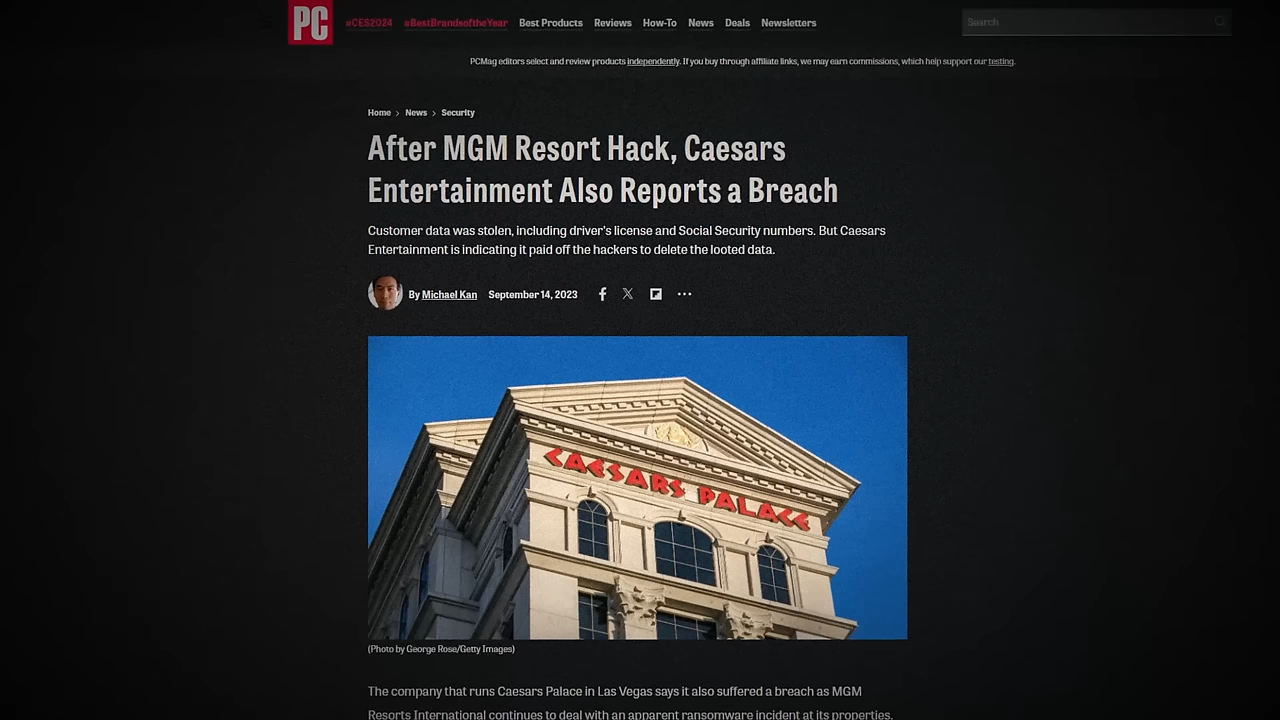 PC
#CES2024 #BestBrandsoftheYear Best Products Reviews How-To News Deals Newsletters
Search
PCMag editors select and review products independently. If you buy through affiliate links, we may earn commissions, which help support our testing.
Home > News > Security
After MGM Resort Hack, Caesars
Entertainment Also Reports a Breach
Customer data was stolen, including driver's license and Social Security numbers. But Caesars
Entertainment is indicating it paid off the hackers to delete the looted data.
By Michael Kan September 14, 2023
CAESARS PALACE
(Photo by George Rose/Getty Images)
The company that runs Caesars Palace in Las Vegas says it also suffered a breach as MGM
Resorts International continues to deal with an apparent ransomware incident at its properties.